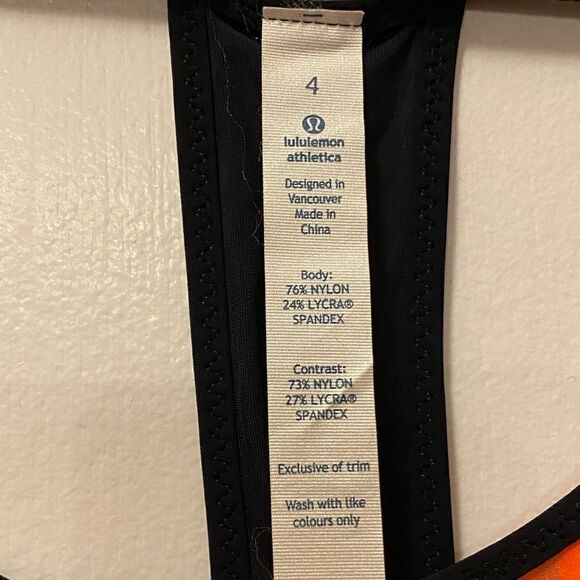 4
lululemon
athletica
Designed in
Vancouver
Made in
China
Body:
76% NYLON
24% LYCRA®
SPANDEX
Contrast:
73% NYLON
27% LYCRA®
SPANDEX
Exclusive of trim
Wash with like
colours only